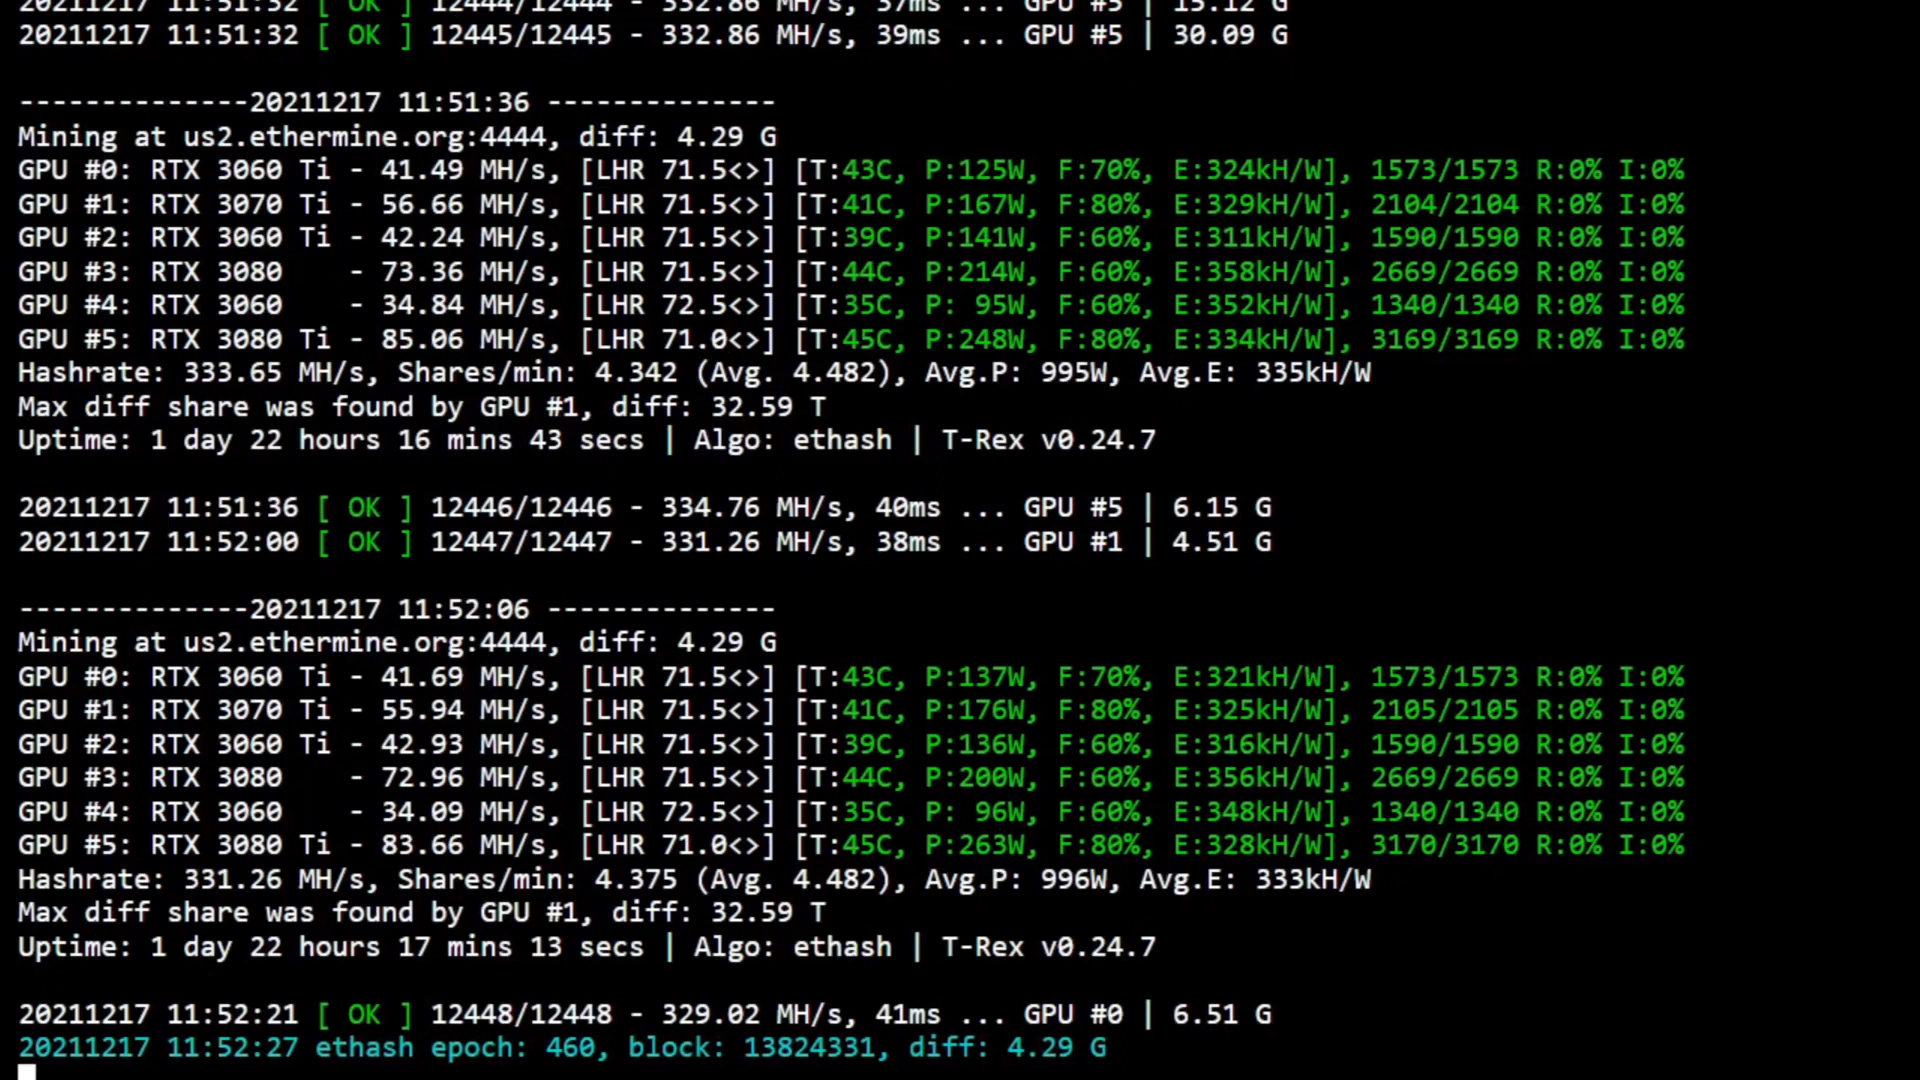 20211217 11:51:32 [ OK ] 12444/12444 - 332.86 MH/s, 37ms ... GPU #5 | 15.12 G
20211217 11:51:32 [ OK ] 12445/12445 - 332.86 MH/s, 39ms ... GPU #5 | 30.09 G
--------------20211217 11:51:36 --------------
Mining at us2.ethermine.org:4444, diff: 4.29 G
GPU #0: RTX 3060 Ti - 41.49 MH/s, [LHR 71.5<>] [T:43C, P:125W, F:70%, E:324kH/W], 1573/1573 R:0% I:0%
GPU #1: RTX 3070 Ti - 56.66 MH/s, [LHR 71.5<>] [T:41C, P:167W, F:80%, E:329kH/W], 2104/2104 R:0% I:0%
GPU #2: RTX 3060 Ti - 42.24 MH/s, [LHR 71.5<>] [T:39C, P:141W, F:60%, E:311kH/W], 1590/1590 R:0% I:0%
GPU #3: RTX 3080    - 73.36 MH/s, [LHR 71.5<>] [T:44C, P:214W, F:60%, E:358kH/W], 2669/2669 R:0% I:0%
GPU #4: RTX 3060    - 34.84 MH/s, [LHR 72.5<>] [T:35C, P: 95W, F:60%, E:352kH/W], 1340/1340 R:0% I:0%
GPU #5: RTX 3080 Ti - 85.06 MH/s, [LHR 71.0<>] [T:45C, P:248W, F:80%, E:334kH/W], 3169/3169 R:0% I:0%
Hashrate: 333.65 MH/s, Shares/min: 4.342 (Avg. 4.482), Avg.P: 995W, Avg.E: 335kH/W
Max diff share was found by GPU #1, diff: 32.59 T
Uptime: 1 day 22 hours 16 mins 43 secs | Algo: ethash | T-Rex v0.24.7
20211217 11:51:36 [ OK ] 12446/12446 - 334.76 MH/s, 40ms ... GPU #5 | 6.15 G
20211217 11:52:00 [ OK ] 12447/12447 - 331.26 MH/s, 38ms ... GPU #1 | 4.51 G
--------------20211217 11:52:06 --------------
Mining at us2.ethermine.org:4444, diff: 4.29 G
GPU #0: RTX 3060 Ti - 41.69 MH/s, [LHR 71.5<>] [T:43C, P:137W, F:70%, E:321kH/W], 1573/1573 R:0% I:0%
GPU #1: RTX 3070 Ti - 55.94 MH/s, [LHR 71.5<>] [T:41C, P:176W, F:80%, E:325kH/W], 2105/2105 R:0% I:0%
GPU #2: RTX 3060 Ti - 42.93 MH/s, [LHR 71.5<>] [T:39C, P:136W, F:60%, E:316kH/W], 1590/1590 R:0% I:0%
GPU #3: RTX 3080    - 72.96 MH/s, [LHR 71.5<>] [T:44C, P:200W, F:60%, E:356kH/W], 2669/2669 R:0% I:0%
GPU #4: RTX 3060    - 34.09 MH/s, [LHR 72.5<>] [T:35C, P: 96W, F:60%, E:348kH/W], 1340/1340 R:0% I:0%
GPU #5: RTX 3080 Ti - 83.66 MH/s, [LHR 71.0<>] [T:45C, P:263W, F:80%, E:328kH/W], 3170/3170 R:0% I:0%
Hashrate: 331.26 MH/s, Shares/min: 4.375 (Avg. 4.482), Avg.P: 996W, Avg.E: 333kH/W
Max diff share was found by GPU #1, diff: 32.59 T
Uptime: 1 day 22 hours 17 mins 13 secs | Algo: ethash | T-Rex v0.24.7
20211217 11:52:21 [ OK ] 12448/12448 - 329.02 MH/s, 41ms ... GPU #0 | 6.51 G
20211217 11:52:27 ethash epoch: 460, block: 13824331, diff: 4.29 G